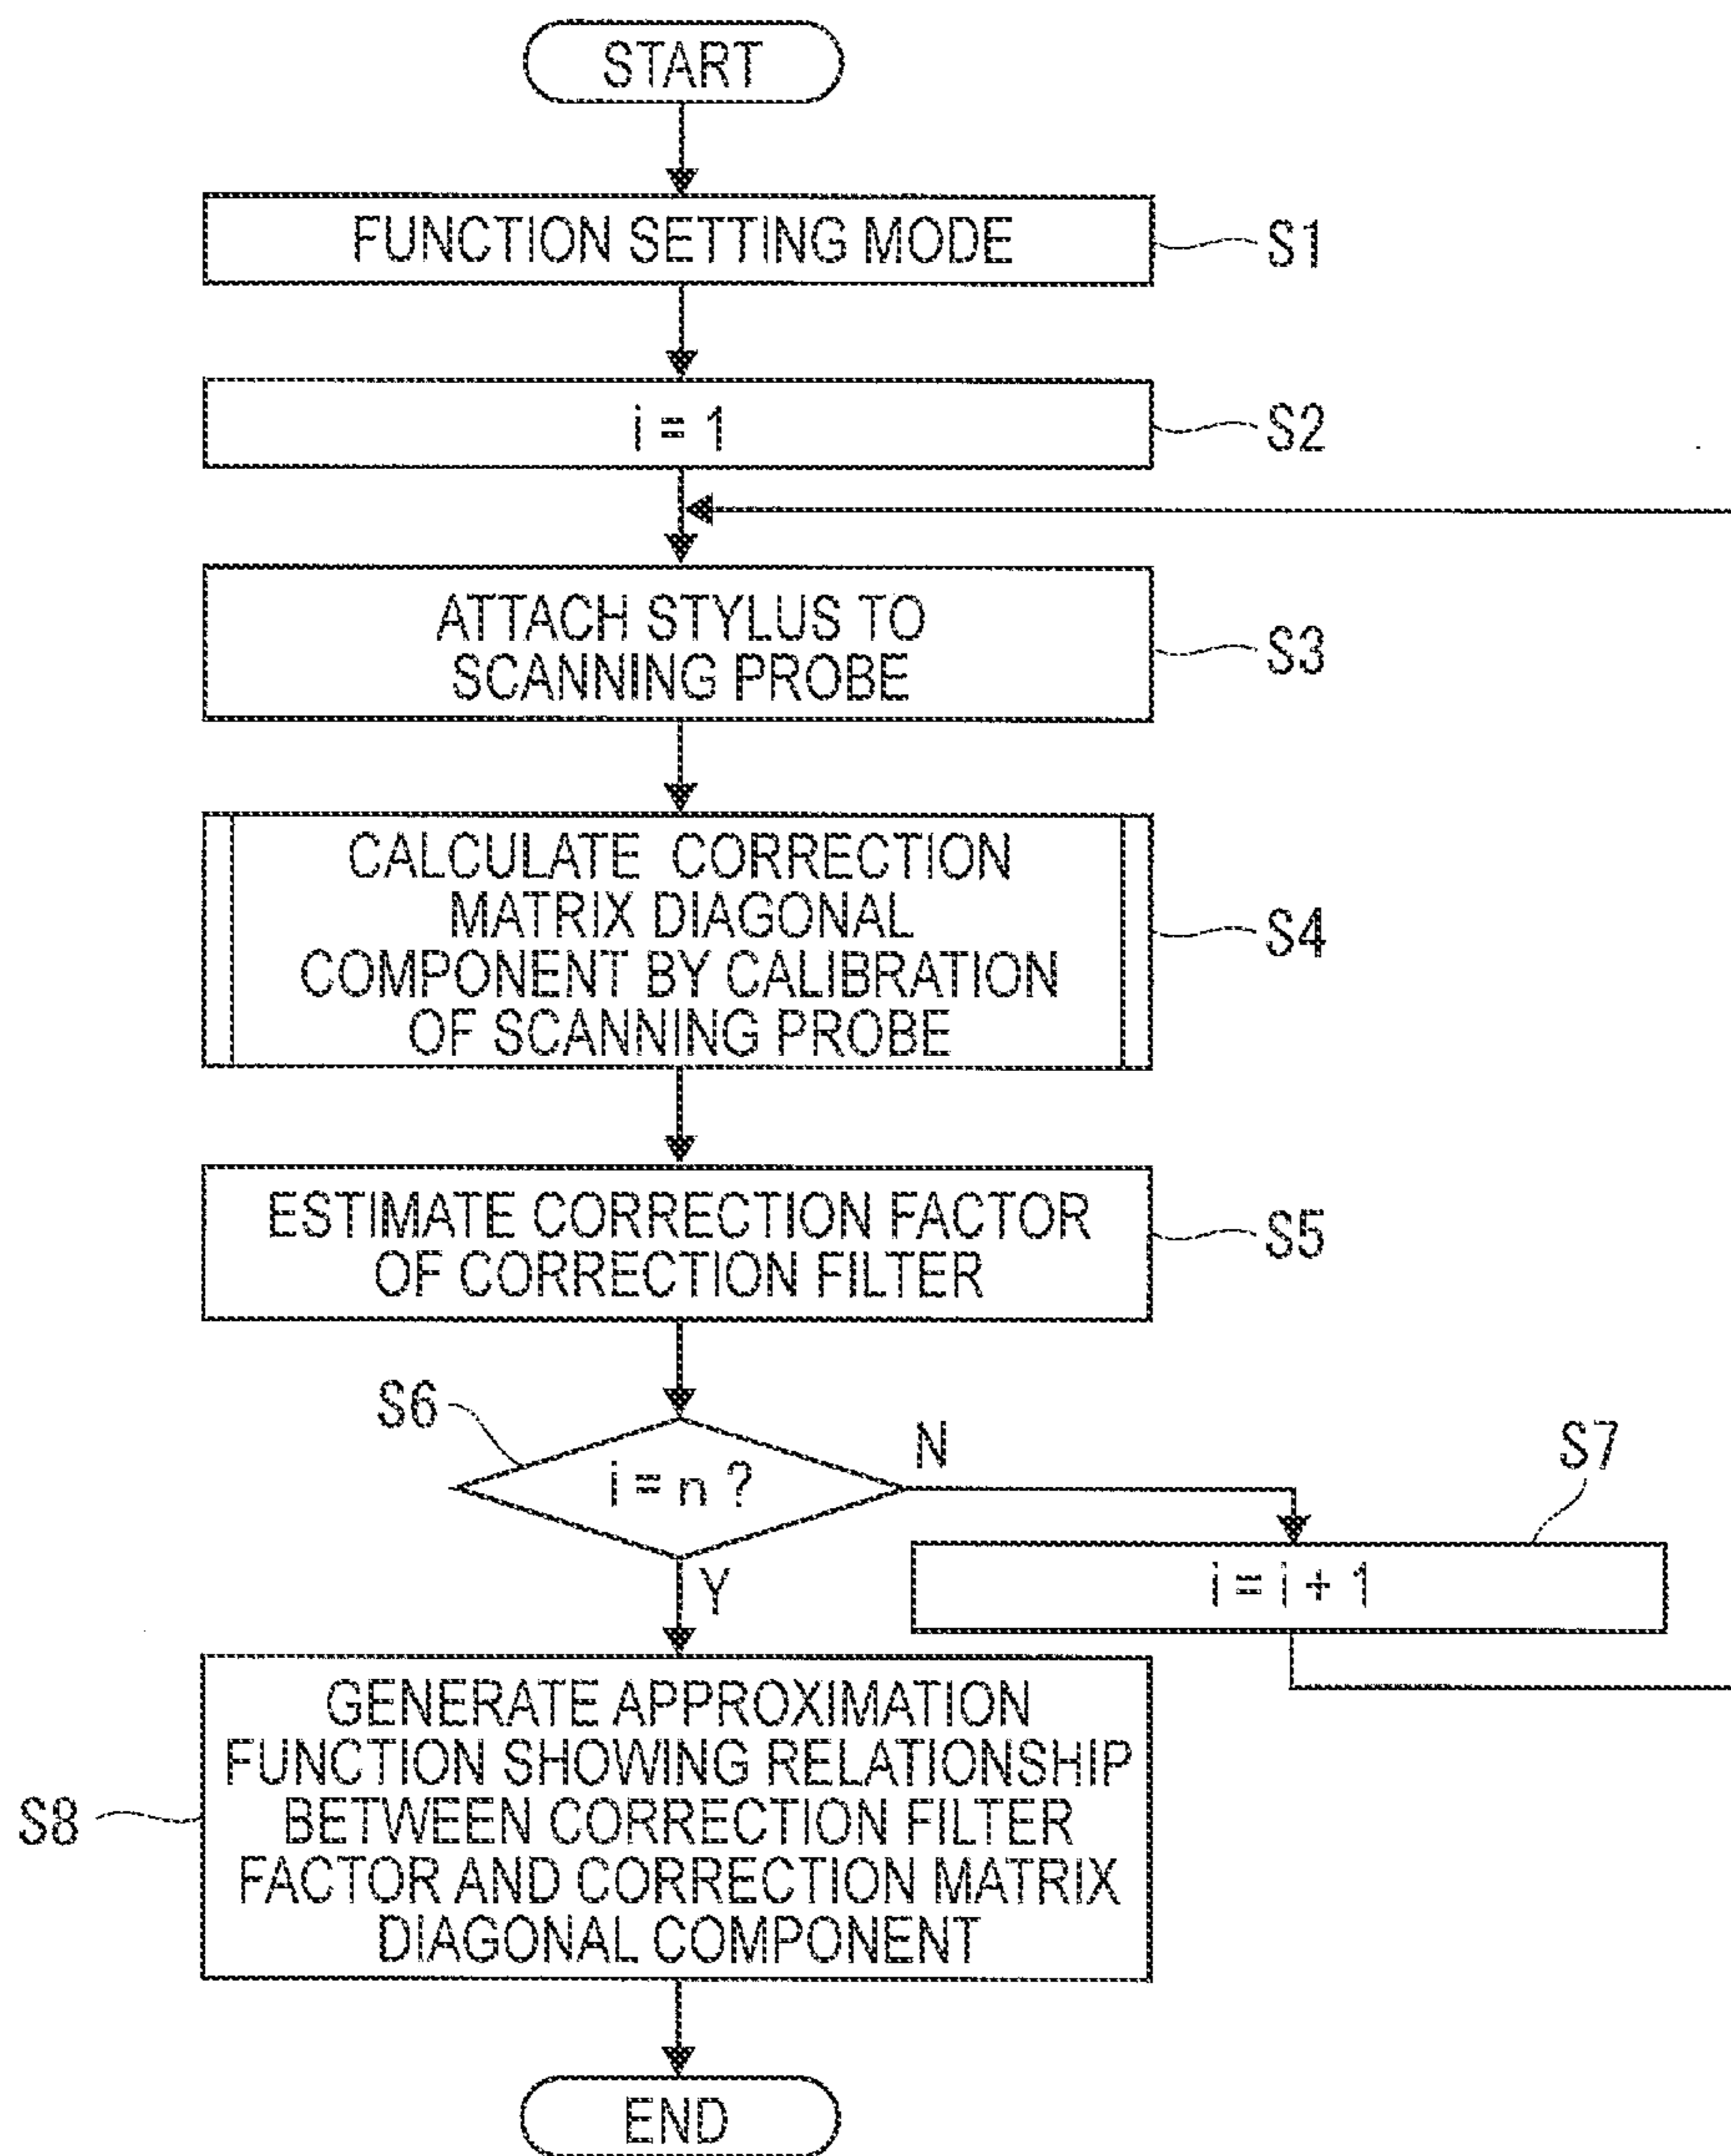 START
FUNCTION SETTING MODE
S1
i = 1
S2
ATTACH STYLUS TO
SCANNING PROBE
S3
CALCULATE CORRECTION
MATRIX DIAGONAL
COMPONENT BY CALIBRATION
OF SCANNING PROBE
S4
ESTIMATE CORRECTION FACTOR
OF CORRECTION FILTER
S5
S6
i = n ?
N
S7
i = i + 1
Y
GENERATE APPROXIMATION
FUNCTION SHOWING RELATIONSHIP
BETWEEN CORRECTION FILTER
FACTOR AND CORRECTION MATRIX
DIAGONAL COMPONENT
S8
END